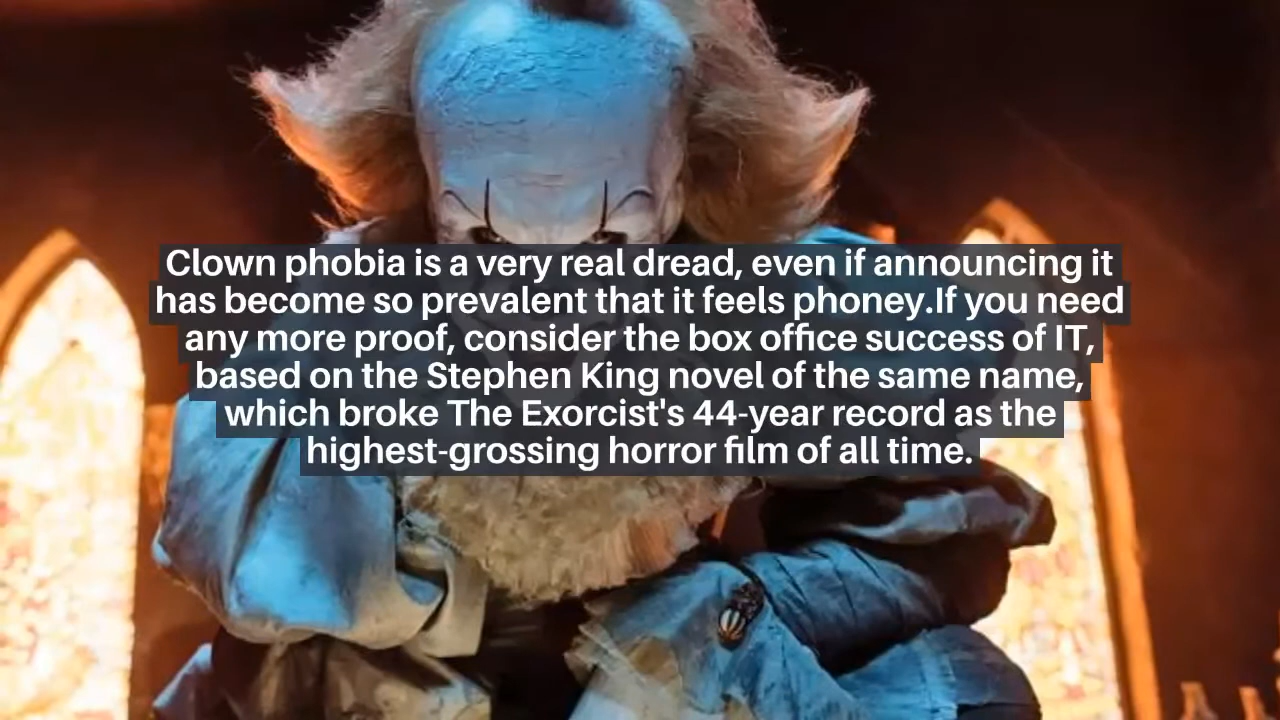 Clown phobia is a very real dread, even if announcing it
has become so prevalent that it feels phoney.If you need
any more proof, consider the box office success of IT,
based on the Stephen King novel of the same name,
which broke The Exorcist's 44-year record as the
highest-grossing horror film of all time.